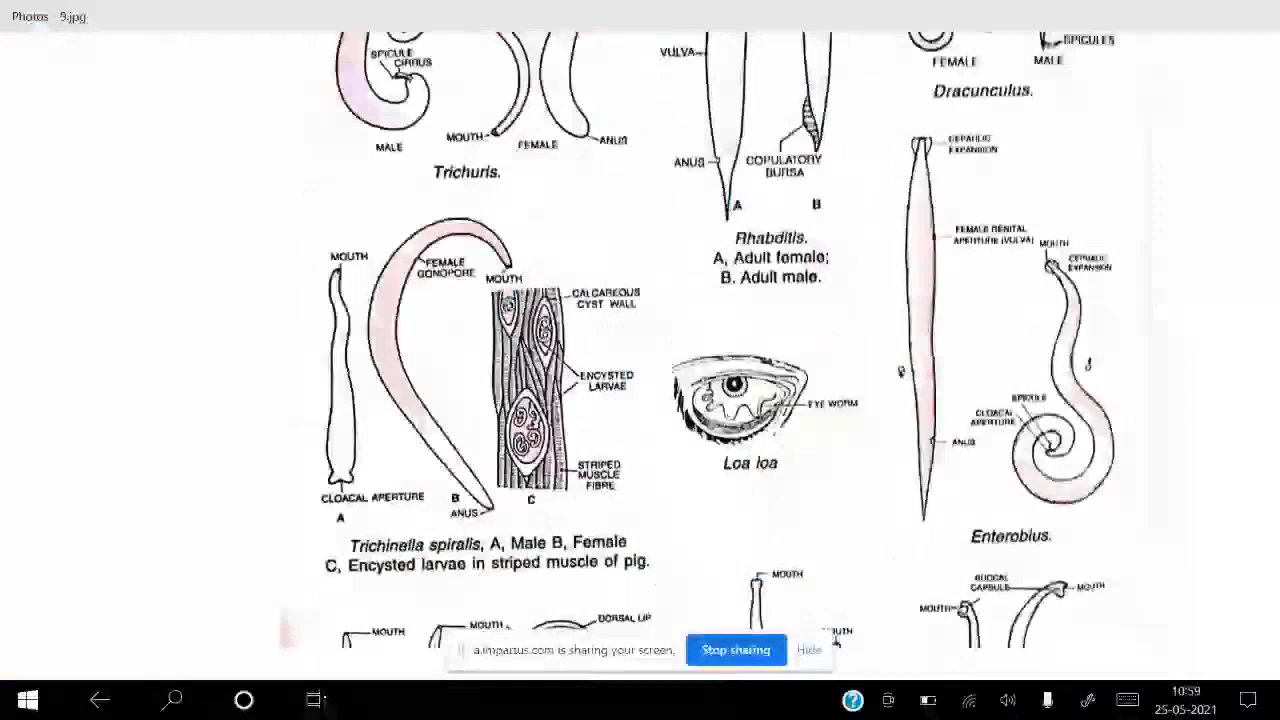 Photos - 9.jpg
SPICULE
CIRRUS
MALE
MOUTH
FEMALE
ANUS
Trichuris.
VULVA
ANUS
COPULATORY
BURSA
A
B
Rhabditis.
A, Adult female;
B. Adult male.
SPICULES
FEMALE
MALE
Dracunculus.
CEPHALIC
EXPANSION
FEMALE GENITAL
APERTURE (VULVA)
MOUTH
CEPHALIC
EXPANSION
SPICULE
CLOACAL
APERTURE
ANUS
Enterobius.
MOUTH
FEMALE
GONOPORE
MOUTH
CALCAREOUS
CYST WALL
ENCYSTED
LARVAE
STRIPED
MUSCLE
FIBRE
CLOACAL APERTURE
A
B
ANUS
C
Trichinella spiralis, A, Male B, Female
C, Encysted larvae in striped muscle of pig.
EYE WORM
Loa loa
MOUTH
MOUTH
DORSAL LIP
MOUTH
MOUTH
BUCCAL
CAPSULE
MOUTH
a.impartus.com is sharing your screen.
Stop sharing
Hide
10:59
25-05-2021